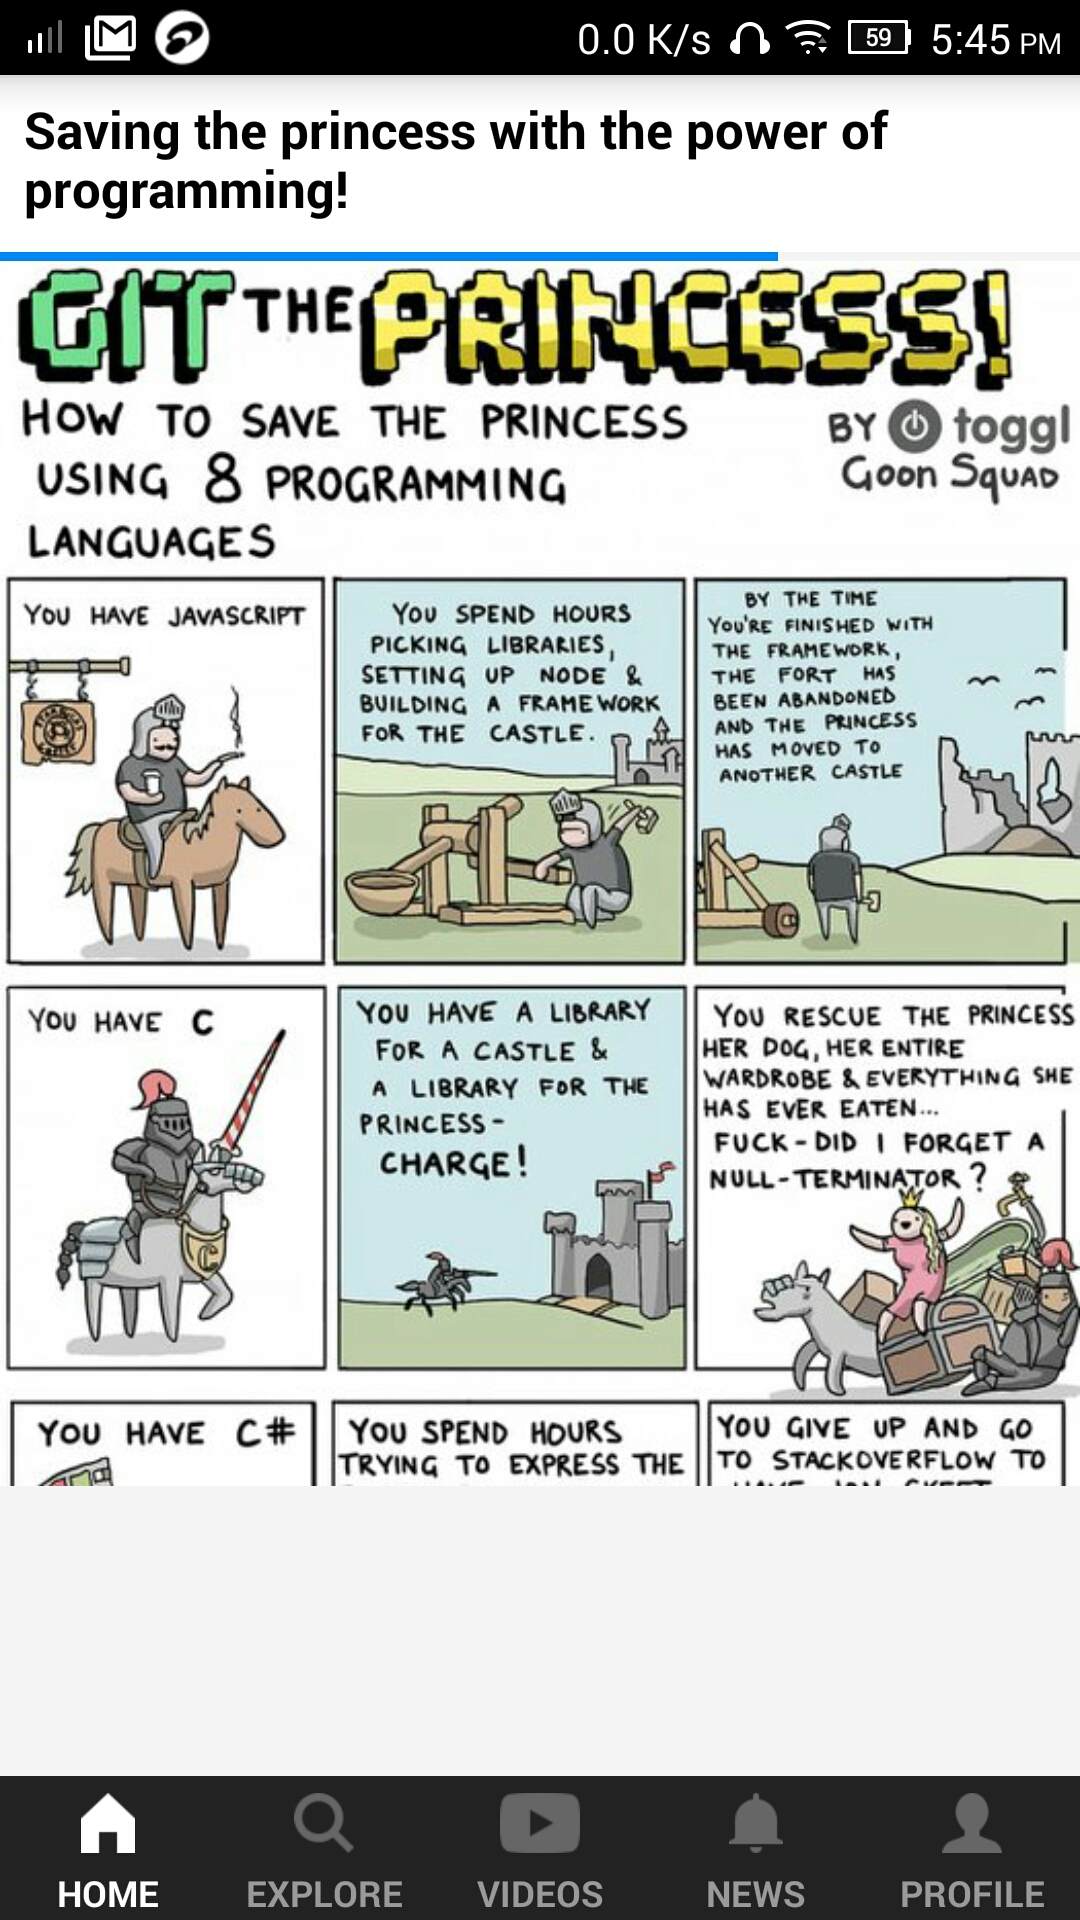 0.0 K/s 59 5:45 PM
Saving the princess with the power of
programming!
GIT THE PRINCESS!
HOW TO SAVE THE PRINCESS
USING 8 PROGRAMMING
LANGUAGES
BY toggl
Goon Squad
YOU HAVE JAVASCRIPT
YOU SPEND HOURS
PICKING LIBRARIES,
SETTING UP NODE &
BUILDING A FRAMEWORK
FOR THE CASTLE.
BY THE TIME
YOU'RE FINISHED WITH
THE FRAMEWORK,
THE FORT HAS
BEEN ABANDONED
AND THE PRINCESS
HAS MOVED TO
ANOTHER CASTLE
YOU HAVE C
C
YOU HAVE A LIBRARY
FOR A CASTLE &
A LIBRARY FOR THE
PRINCESS-
CHARGE!
YOU RESCUE THE PRINCESS
HER DOG, HER ENTIRE
WARDROBE & EVERYTHING SHE
HAS EVER EATEN...
FUCK-DID I FORGET A
NULL-TERMINATOR?
YOU HAVE C#
YOU SPEND HOURS
TRYING TO EXPRESS THE
YOU GIVE UP AND GO
TO STACKOVERFLOW TO
HOME EXPLORE VIDEOS NEWS PROFILE